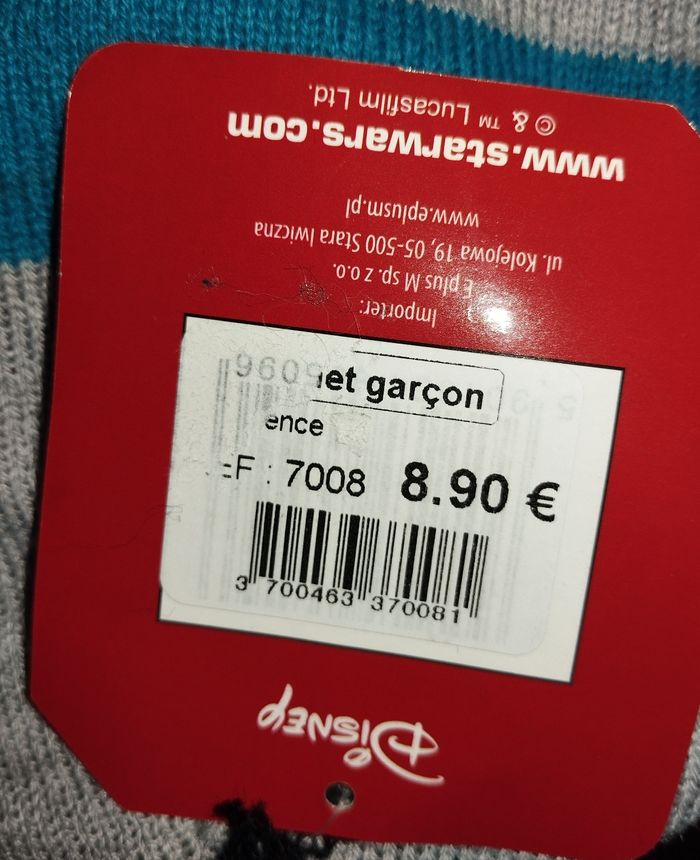 © & ™ Lucasfilm Ltd.
www.starwars.com
www.eplusm.pl
ul. Kolejowa 19, 05-500 Stara Iwiczna
E plus M sp. z o.o.
Importer:
et garçon
ence
F : 7008 8.90 €
3 700463 370081
Disney